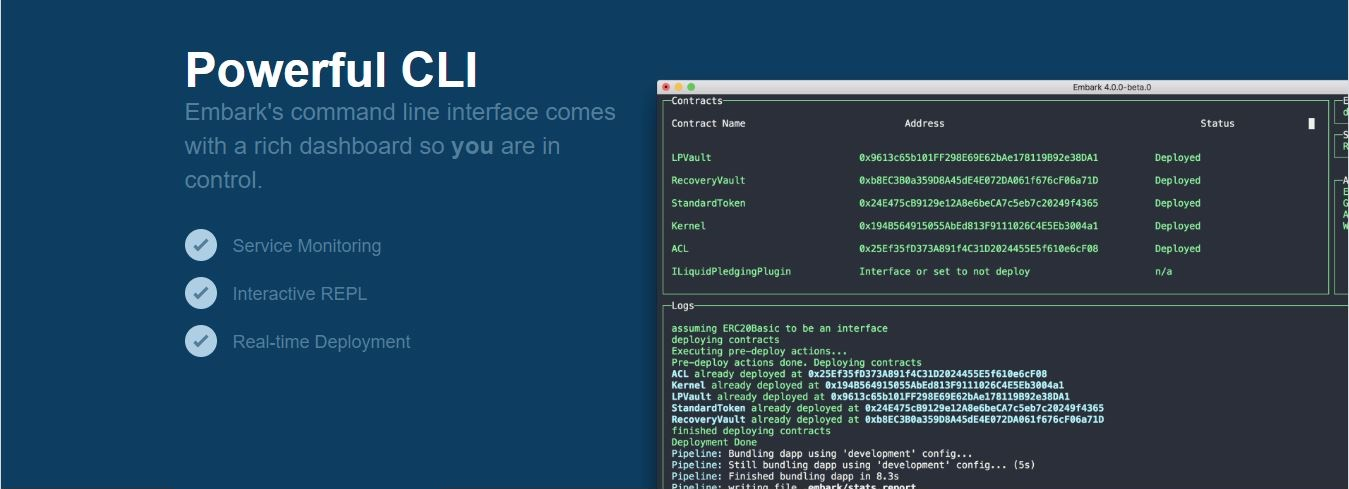 Powerful CLI
Embark's command line interface comes
with a rich dashboard so you are in
control.
Service Monitoring
Interactive REPL
Real-time Deployment
Embark 4.0.0-beta.0
Contracts
Contract Name Address Status
LPVault 0x9613c65b101FF298E69E62bAe178119B92e38DA1 Deployed
RecoveryVault 0xb8EC3B0a359D8A45dE4E072DA061f676cF06a71D Deployed
StandardToken 0x24E475cB9129e12A8e6beCA7c5eb7c20249f4365 Deployed
Kernel 0x194B564915055AbEd813F9111026C4E5Eb3004a1 Deployed
ACL 0x25Ef35fD373A891f4C31D2024455E5f610e6cF08 Deployed
ILiquidPledgingPlugin Interface or set to not deploy n/a
Logs
assuming ERC20Basic to be an interface
deploying contracts
Executing pre-deploy actions...
Pre-deploy actions done. Deploying contracts
ACL already deployed at 0x25Ef35fD373A891f4C31D2024455E5f610e6cF08
Kernel already deployed at 0x194B564915055AbEd813F9111026C4E5Eb3004a1
LPVault already deployed at 0x9613c65b101FF298E69E62bAe178119B92e38DA1
StandardToken already deployed at 0x24E475cB9129e12A8e6beCA7c5eb7c20249f4365
RecoveryVault already deployed at 0xb8EC3B0a359D8A45dE4E072DA061f676cF06a71D
finished deploying contracts
Deployment Done
Pipeline: Bundling dapp using 'development' config...
Pipeline: Still bundling dapp using 'development' config... (5s)
Pipeline: Finished bundling dapp in 8.3s
Pipeline: writing file .embark/stats.report